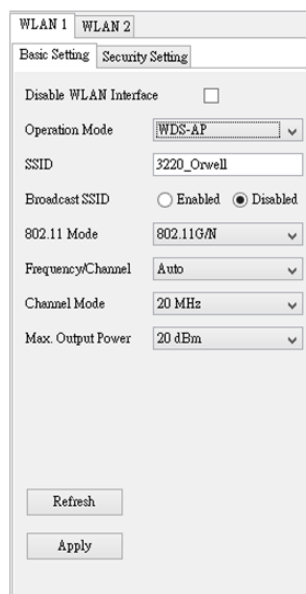 WLAN 1 WLAN 2
Basic Setting Security Setting
Disable WLAN Interface
Operation Mode WDS-AP
SSID 3220_Orwell
Broadcast SSID Enabled Disabled
802.11 Mode 802.11G/N
Frequency/Channel Auto
Channel Mode 20 MHz
Max. Output Power 20 dBm
Refresh
Apply